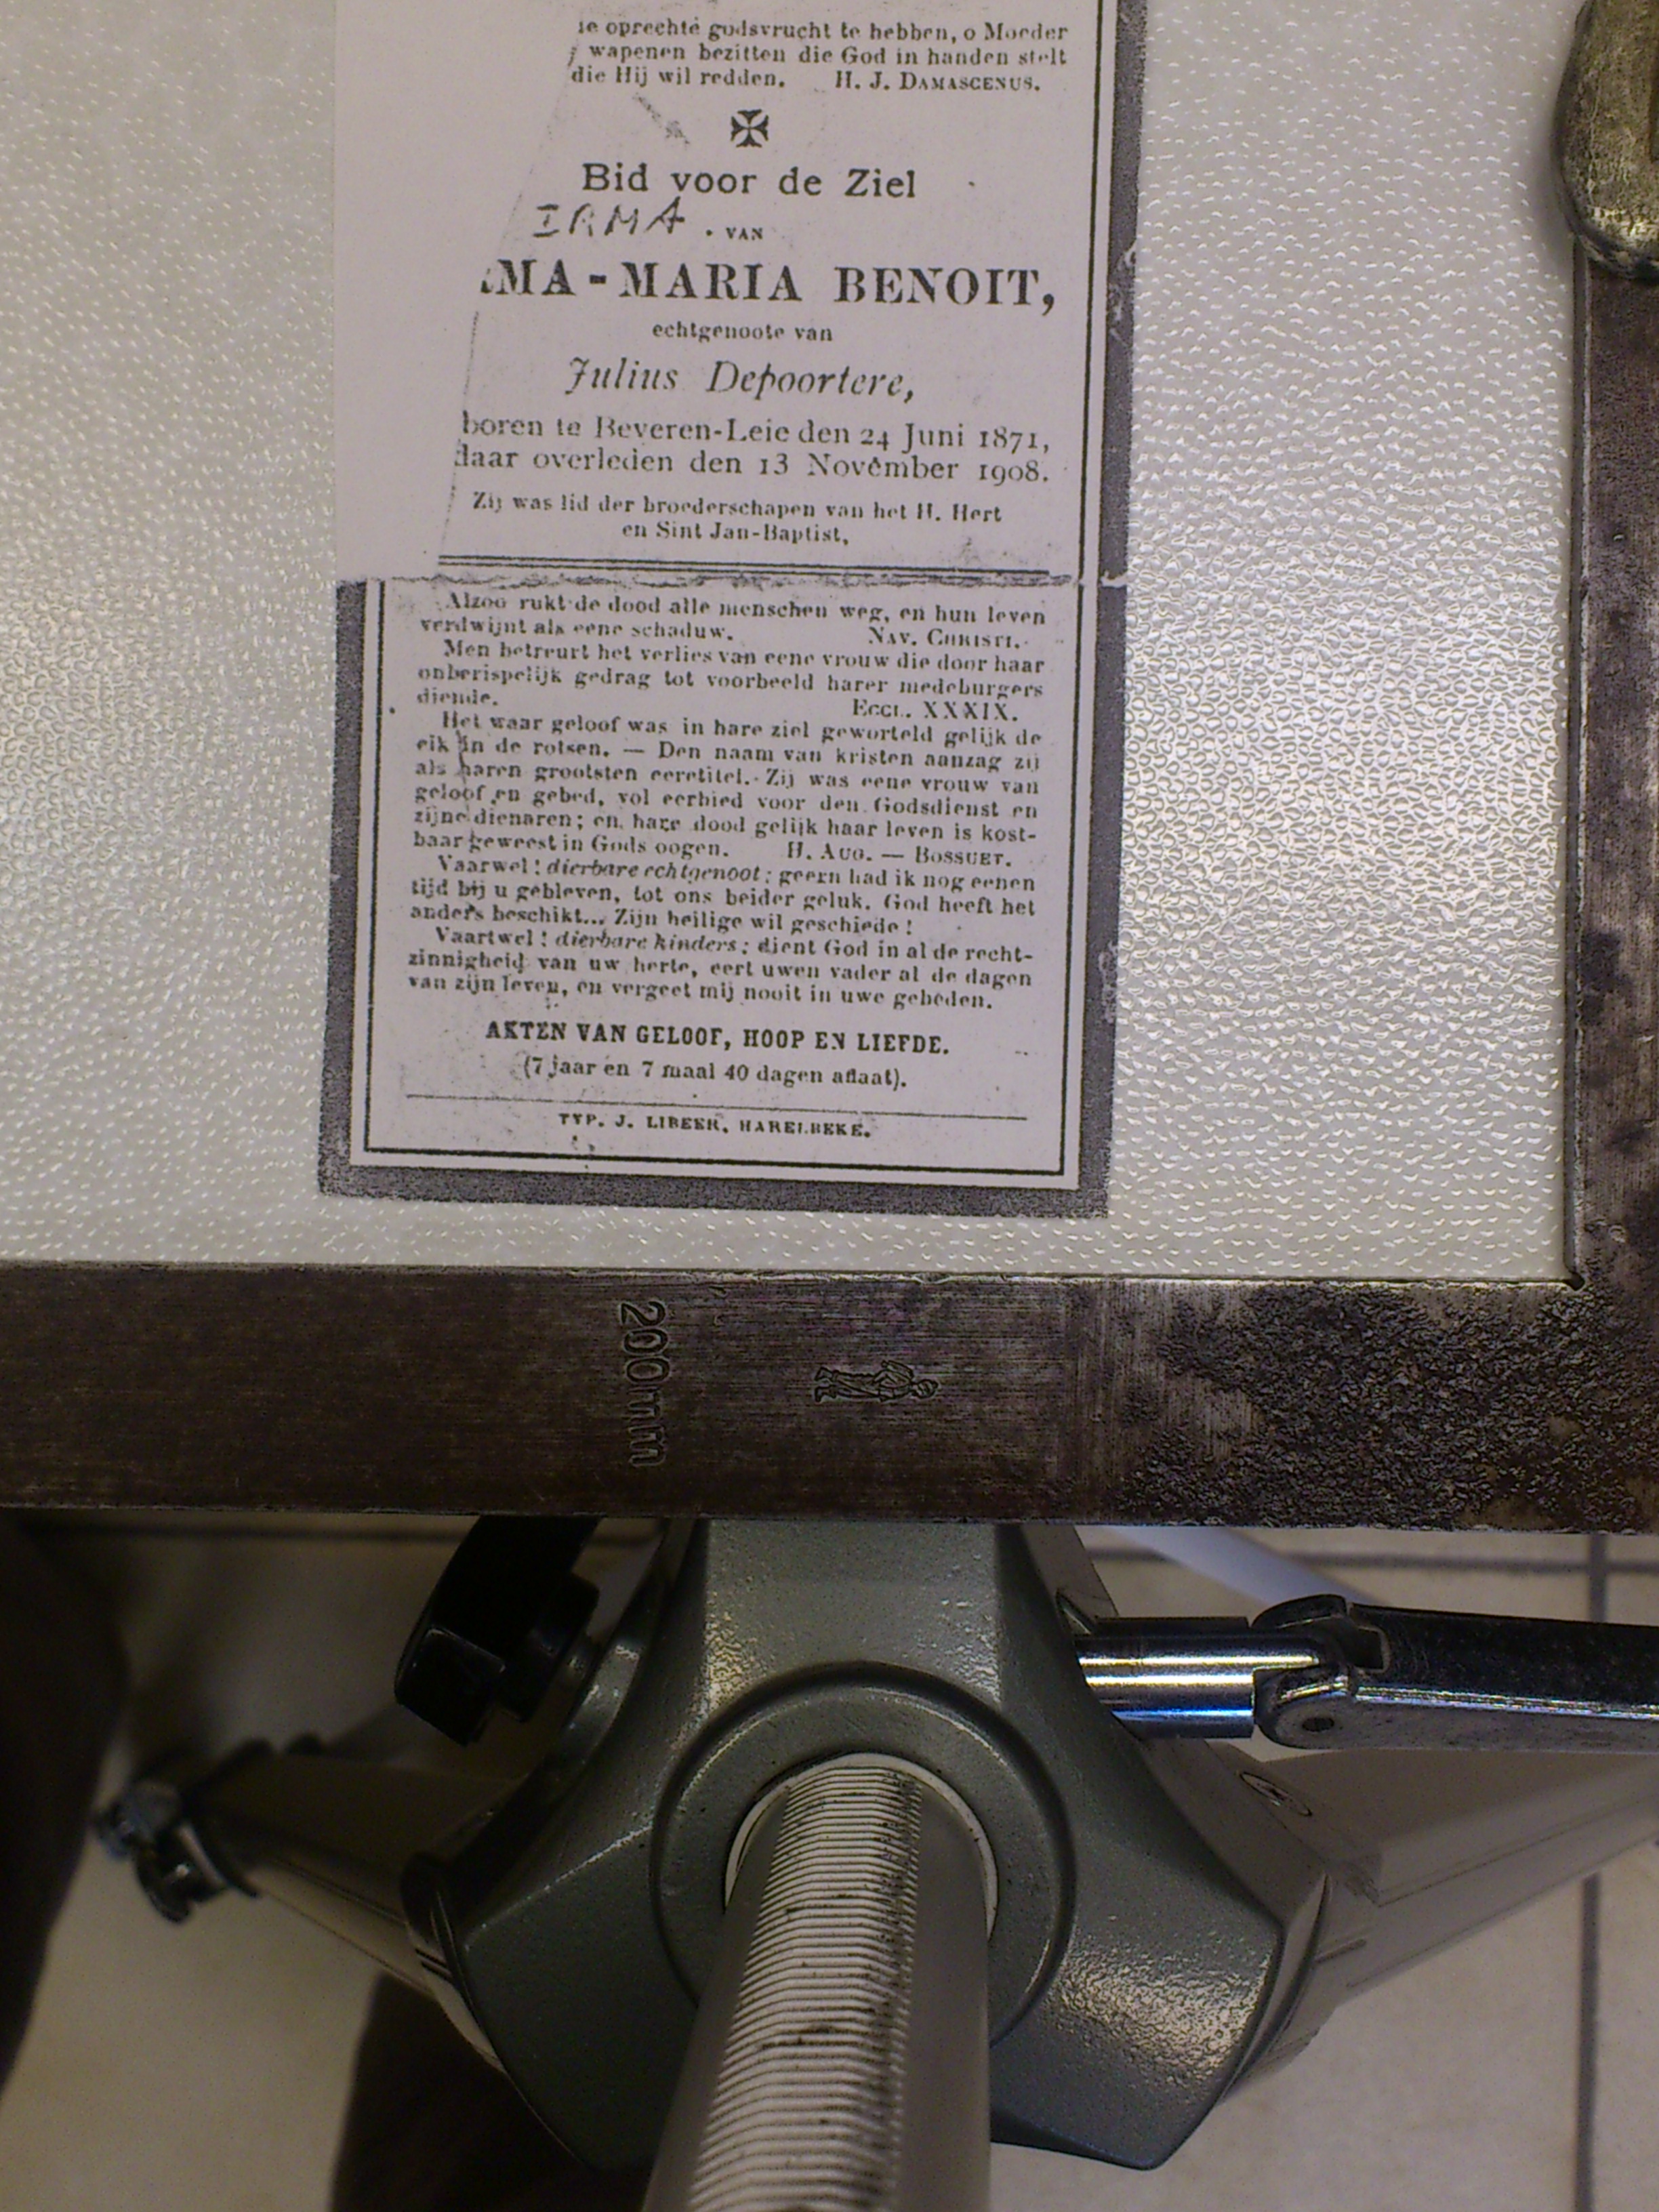 oprechte godsvrucht te hebben, o Moeder
wapenen bezitten die God in handen stelt
die Hij wil redden. H. J. DAMASCENUS.
Bid voor de Ziel
IRMA
VAN
MA-MARIA BENOIT,
echtgenoote van
Julius Depoortere,
boren te Beveren-Leie den 24 Juni 1871,
daar overleden den 13 November 1908.
Zij was lid der broederschapen van het H. Hert
en Sint Jan-Baptist,
Alzoo rukt de dood alle menschen weg, en hun leven
verdwijnt als eene schaduw. NAV. CHRISTI.
Men betreurt het verlies van eene vrouw die door haar
onberispelijk gedrag tot voorbeeld harer medeburgers
diende. ECCL. XXXIX.
Het waar geloof was in hare ziel geworteld gelijk de
eik in de rotsen. — Den naam van kristen aanzag zij
als haren grootsten eeretitel. Zij was eene vrouw van
geloof en gebed, vol eerbied voor den Godsdienst en
zijne dienaren; en hare dood gelijk haar leven is kost-
baar geweest in Gods oogen. H. AUG. — BOSSUET.
Vaarwel! dierbare echtgenoot; geern had ik nog eenen
tijd bij u gebleven, tot ons beider geluk. God heeft het
anders beschikt... Zijn heilige wil geschiede!
Vaartwel! dierbare kinders; dient God in al de recht-
zinnigheid van uw herte, eert uwen vader al de dagen
van zijn leven, en vergeet mij nooit in uwe gebeden.
AKTEN VAN GELOOF, HOOP EN LIEFDE.
(7 jaar en 7 maal 40 dagen aflaat).
TYP. J. LIBEER, HARELBEKE.
200mm